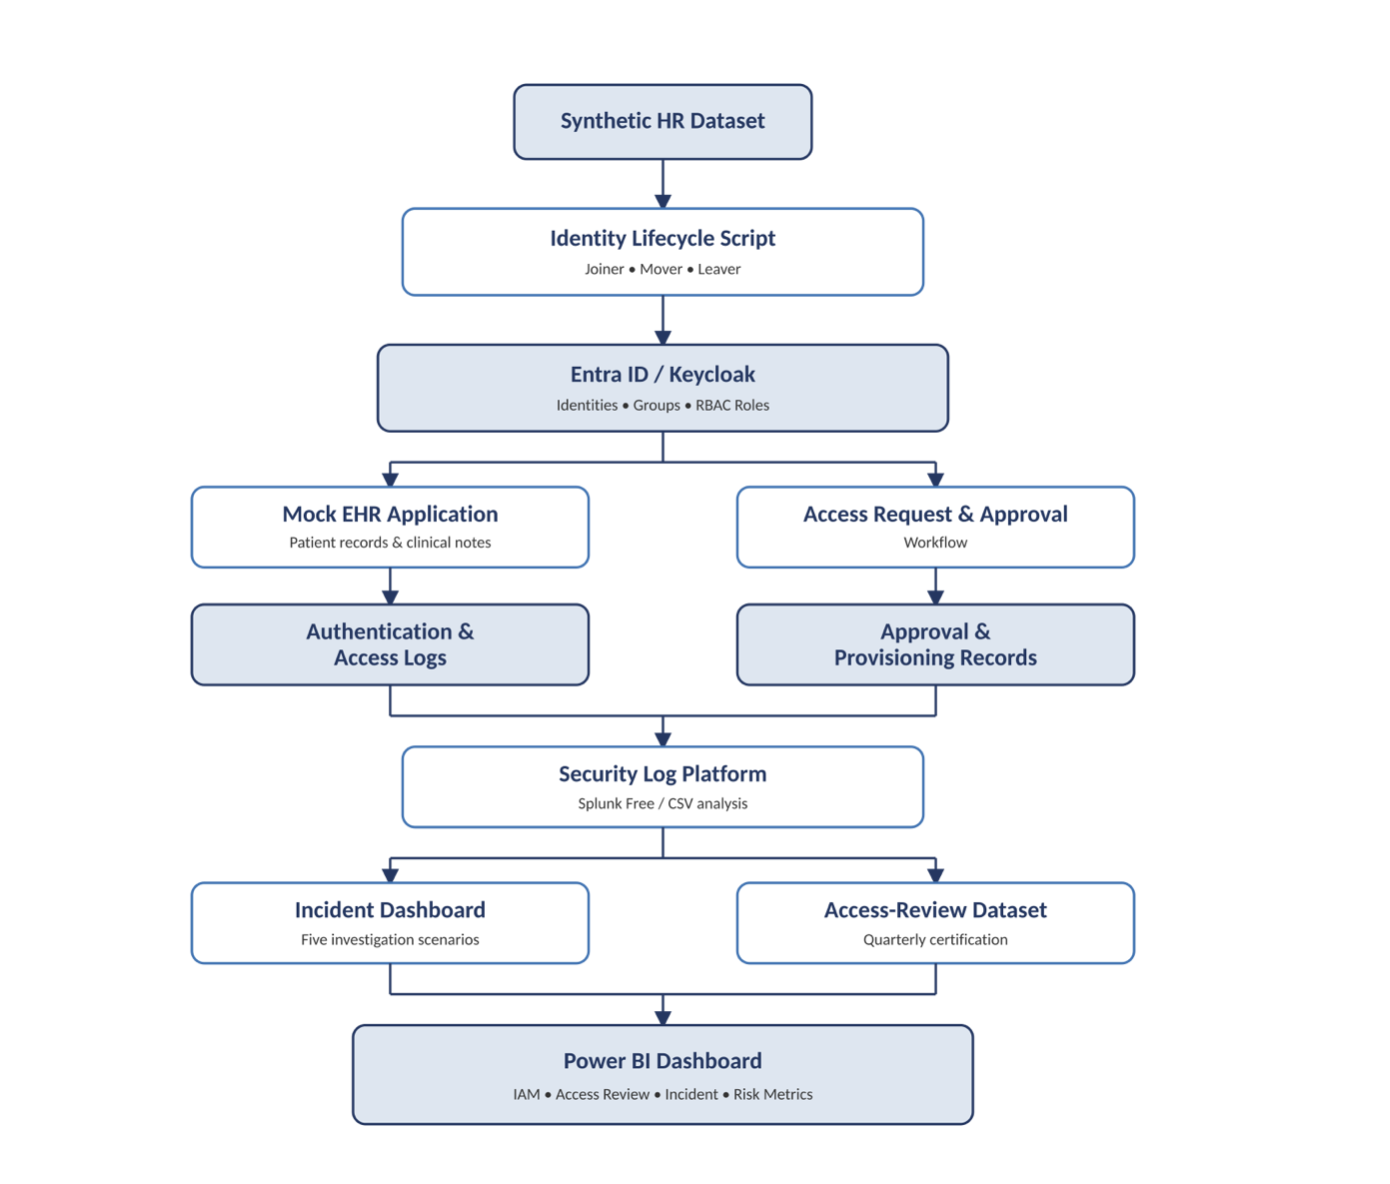 Synthetic HR Dataset
Identity Lifecycle Script
Joiner • Mover • Leaver
Entra ID / Keycloak
Identities • Groups • RBAC Roles
Mock EHR Application
Patient records & clinical notes
Access Request & Approval
Workflow
Authentication &
Access Logs
Approval &
Provisioning Records
Security Log Platform
Splunk Free / CSV analysis
Incident Dashboard
Five investigation scenarios
Access-Review Dataset
Quarterly certification
Power BI Dashboard
IAM • Access Review • Incident • Risk Metrics